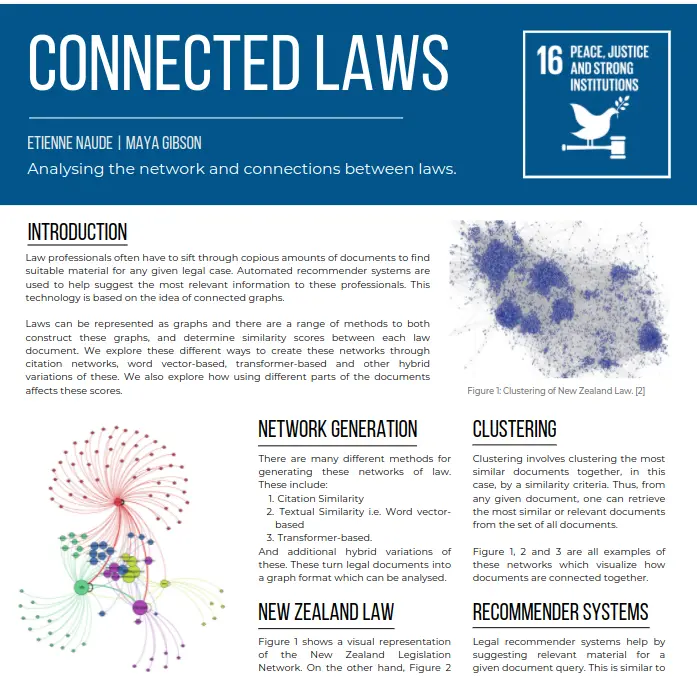 CONNECTED LAWS
ETIENNE NAUDE | MAYA GIBSON
Analysing the network and connections between laws.
16 PEACE, JUSTICE
AND STRONG
INSTITUTIONS
INTRODUCTION
Law professionals often have to sift through copious amounts of documents to find
suitable material for any given legal case. Automated recommender systems are
used to help suggest the most relevant information to these professionals. This
technology is based on the idea of connected graphs.
Laws can be represented as graphs and there are a range of methods to both
construct these graphs, and determine similarity scores between each law
document. We explore these different ways to create these networks through
citation networks, word vector-based, transformer-based and other hybrid
variations of these. We also explore how using different parts of the documents
affects these scores.
Figure 1: Clustering of New Zealand Law. [2]
NETWORK GENERATION
There are many different methods for
generating these networks of law.
These include:
1. Citation Similarity
2. Textual Similarity i.e. Word vector-
based
3. Transformer-based.
And additional hybrid variations of
these. These turn legal documents into
a graph format which can be analysed.
NEW ZEALAND LAW
Figure 1 shows a visual representation
of the New Zealand Legislation
Network. On the other hand, Figure 2
CLUSTERING
Clustering involves clustering the most
similar documents together, in this
case, by a similarity criteria. Thus, from
any given document, one can retrieve
the most similar or relevant documents
from the set of all documents.
Figure 1, 2 and 3 are all examples of
these networks which visualize how
documents are connected together.
RECOMMENDER SYSTEMS
Legal recommender systems help by
suggesting relevant material for a
given document query. This is similar to